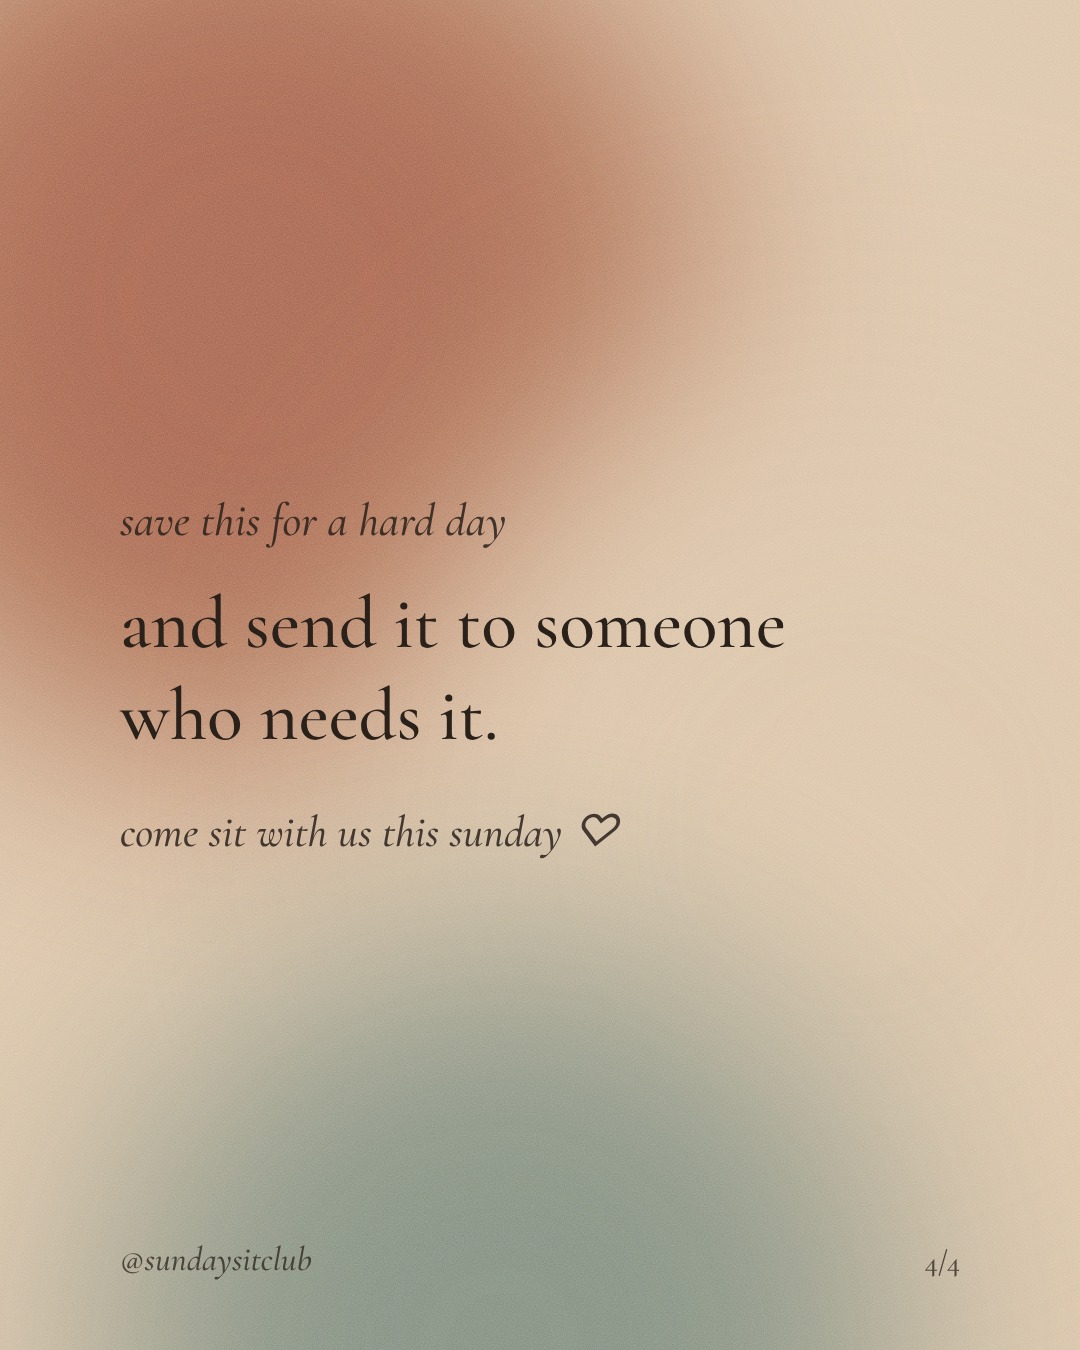 save this for a hard day
and send it to someone
who needs it.
come sit with us this sunday ♡
@sundaysitclub
4/4